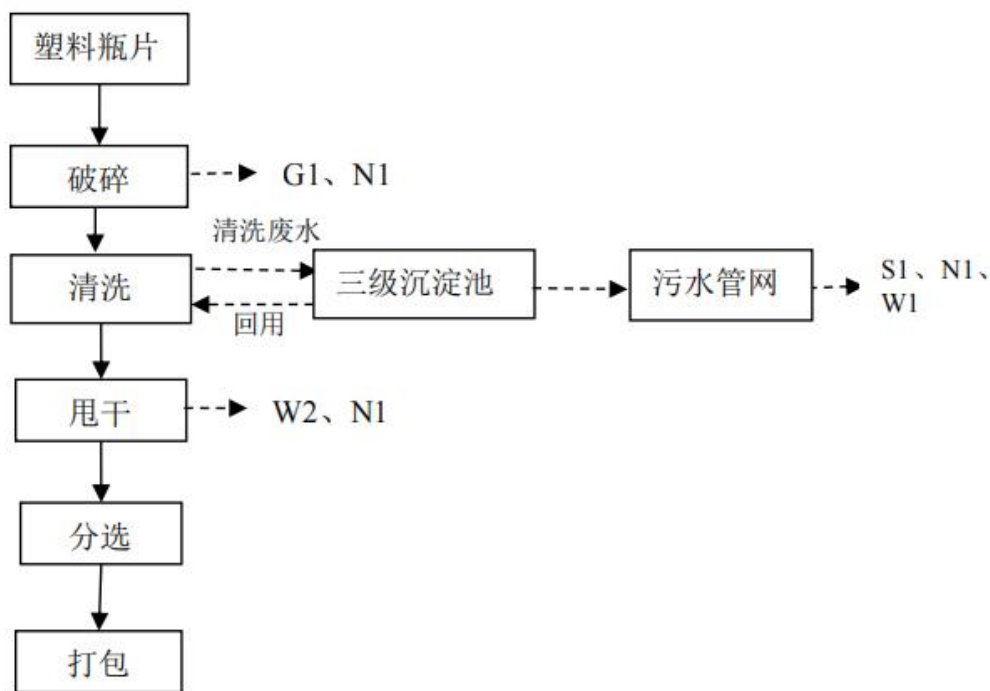 塑料瓶片
破碎
G1、N1
清洗废水
清洗
三级沉淀池
污水管网
S1、N1、
W1
回用
甩干
W2、N1
分选
打包